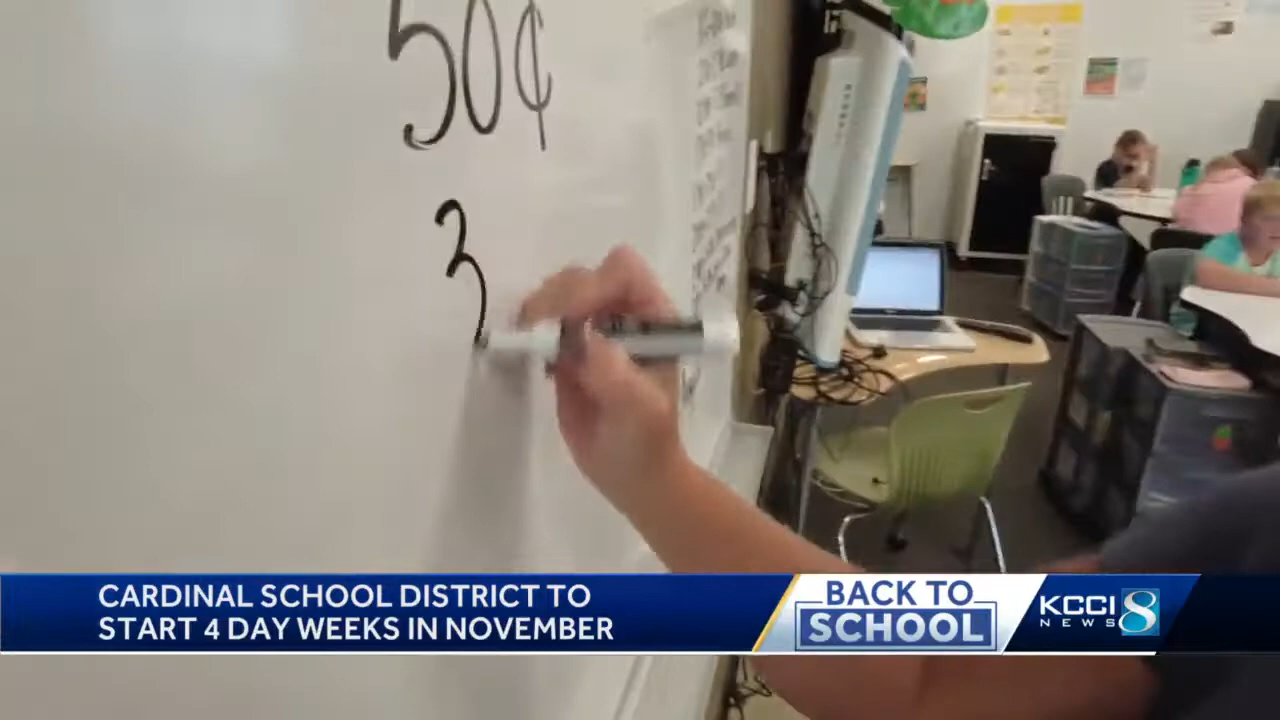 50¢
3
CARDINAL SCHOOL DISTRICT TO
START 4 DAY WEEKS IN NOVEMBER
BACK TO
SCHOOL
KCCI 8
NEWS